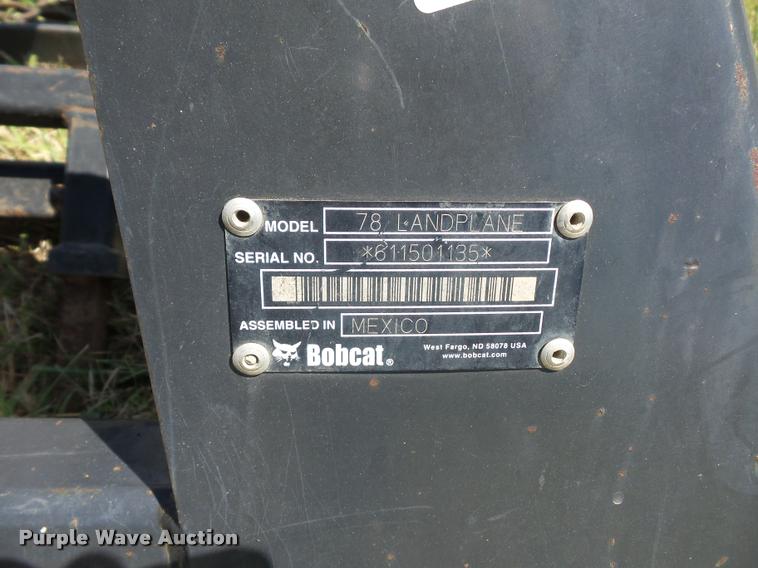 MODEL 78, LANDPLANE
SERIAL NO. *611501135*
ASSEMBLED IN MEXICO
Bobcat®
West Fargo, ND 58078 USA
www.bobcat.com
Purple Wave Auction